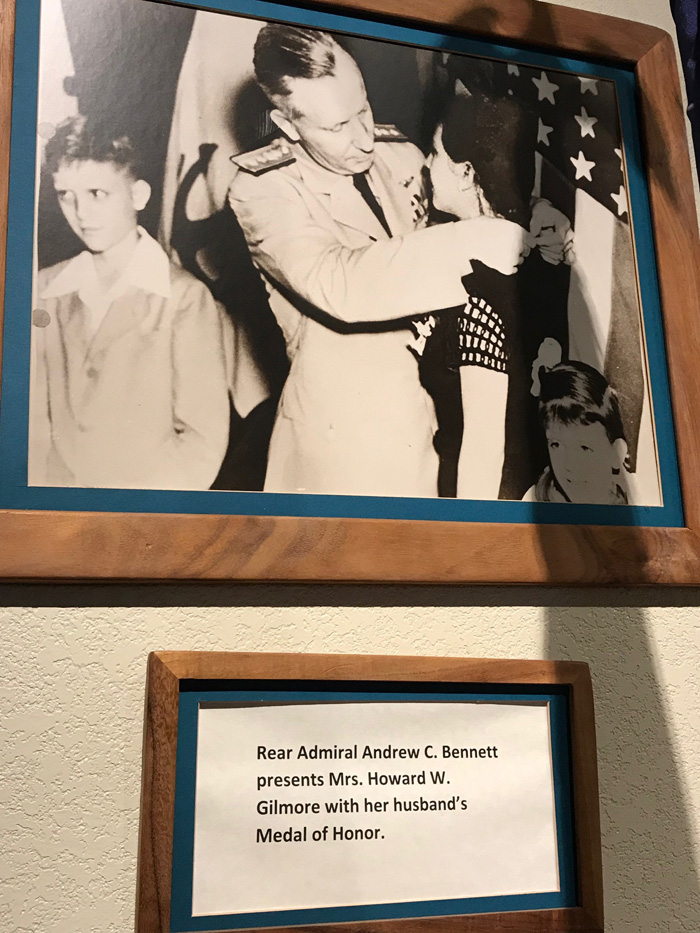 Rear Admiral Andrew C. Bennett
presents Mrs. Howard W.
Gilmore with her husband's
Medal of Honor.